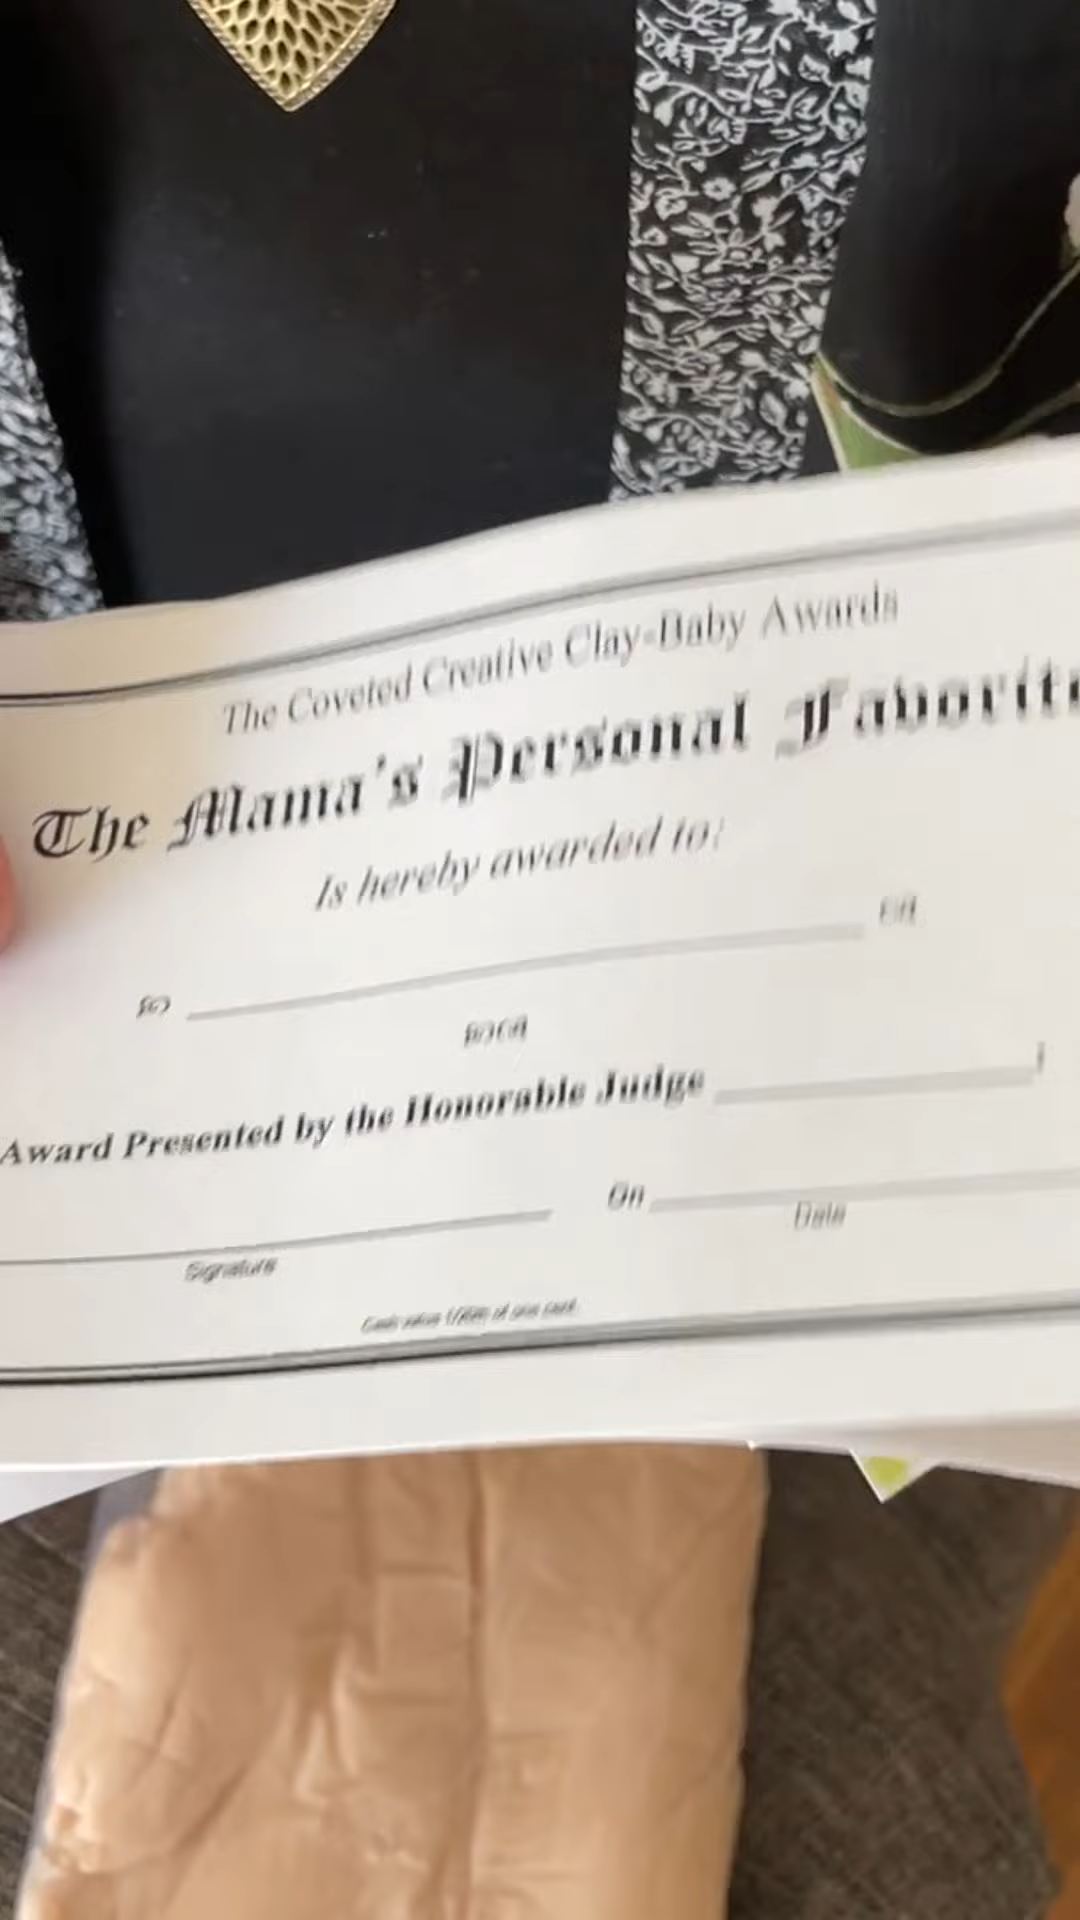 The Coveted Creative Clay-Baby Awards
The Mama's Personal Favorite
Is hereby awarded to:
Award Presented by the Honorable Judge
On
Signature Date